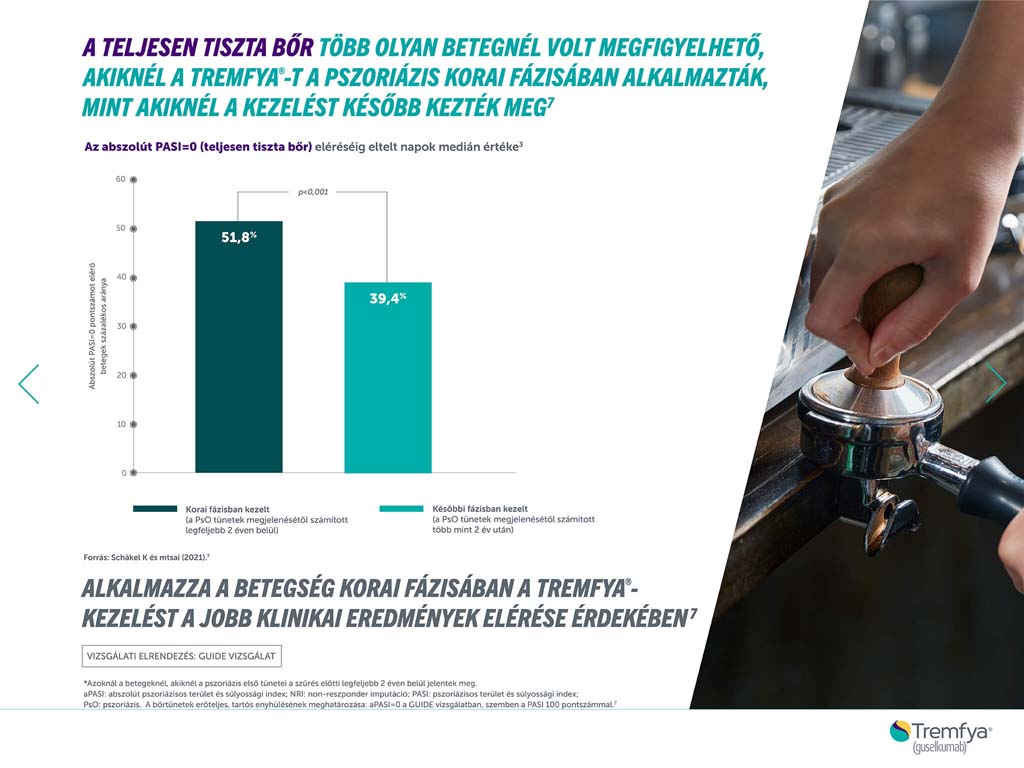 A TELJESEN TISZTA BŐR TÖBB OLYAN BETEGNÉL VOLT MEGFIGYELHETŐ,
AKIKNÉL A TREMFYA®-T A PSZORIÁZIS KORAI FÁZISÁBAN ALKALMAZTÁK,
MINT AKIKNÉL A KEZELÉST KÉSŐBB KEZTÉK MEG7
Az abszolút PASI=0 (teljesen tiszta bőr) eléréséig eltelt napok medián értéke3
60
p<0,001
50
51,8%
40
39,4%
30
20
10
0
Abszolút PASI=0 pontszámot elérő
betegek százalékos aránya
Korai fázisban kezelt
(a PsO tünetek megjelenésétől számított
legfeljebb 2 éven belül)
Későbbi fázisban kezelt
(a PsO tünetek megjelenésétől számított
több mint 2 év után)
Forrás: Schäkel K és mtsai (2021).7
ALKALMAZZA A BETEGSÉG KORAI FÁZISÁBAN A TREMFYA®-
KEZELÉST A JOBB KLINIKAI EREDMÉNYEK ELÉRÉSE ÉRDEKÉBEN7
VIZSGÁLATI ELRENDEZÉS: GUIDE VIZSGÁLAT
*Azoknál a betegeknél, akiknél a pszoriázis első tünetei a szűrés előtti legfeljebb 2 éven belül jelentek meg.
aPASI: abszolút pszoriázisos terület és súlyossági index; NRI: non-reszponder imputáció; PASI: pszoriázisos terület és súlyossági index;
PsO: pszoriázis. A bőrtünetek erőteljes, tartós enyhülésének meghatározása: aPASI=0 a GUIDE vizsgálatban, szemben a PASI 100 pontszámmal.7
Tremfya®
(guselkumab)